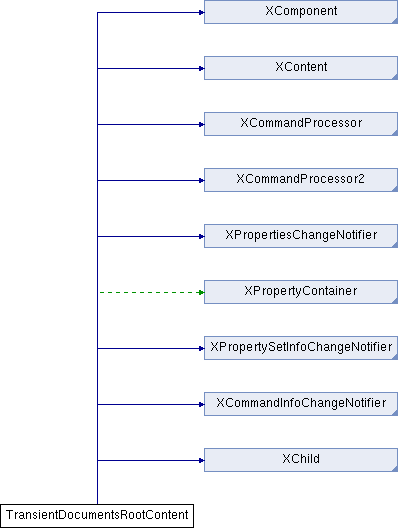 XComponent
XContent
XCommandProcessor
XCommandProcessor2
XPropertiesChangeNotifier
XPropertyContainer
XPropertySetInfoChangeNotifier
XCommandInfoChangeNotifier
XChild
TransientDocumentsRootContent